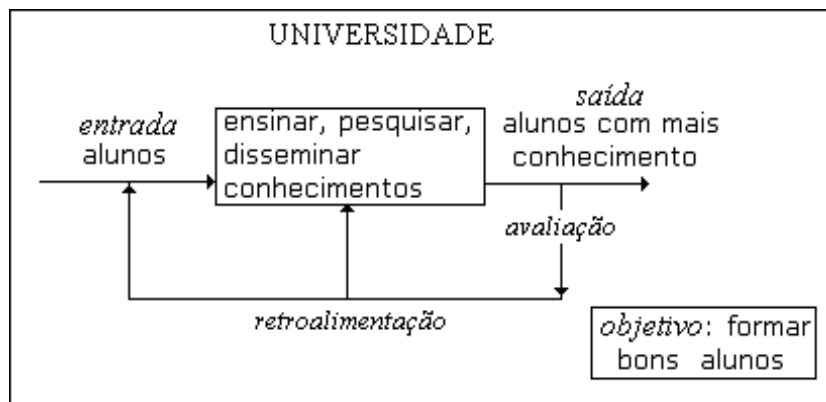 UNIVERSIDADE
entrada
alunos
ensinar, pesquisar,
disseminar
conhecimentos
saída
alunos com mais
conhecimento
avaliação
retroalimentação
objetivo: formar
bons alunos